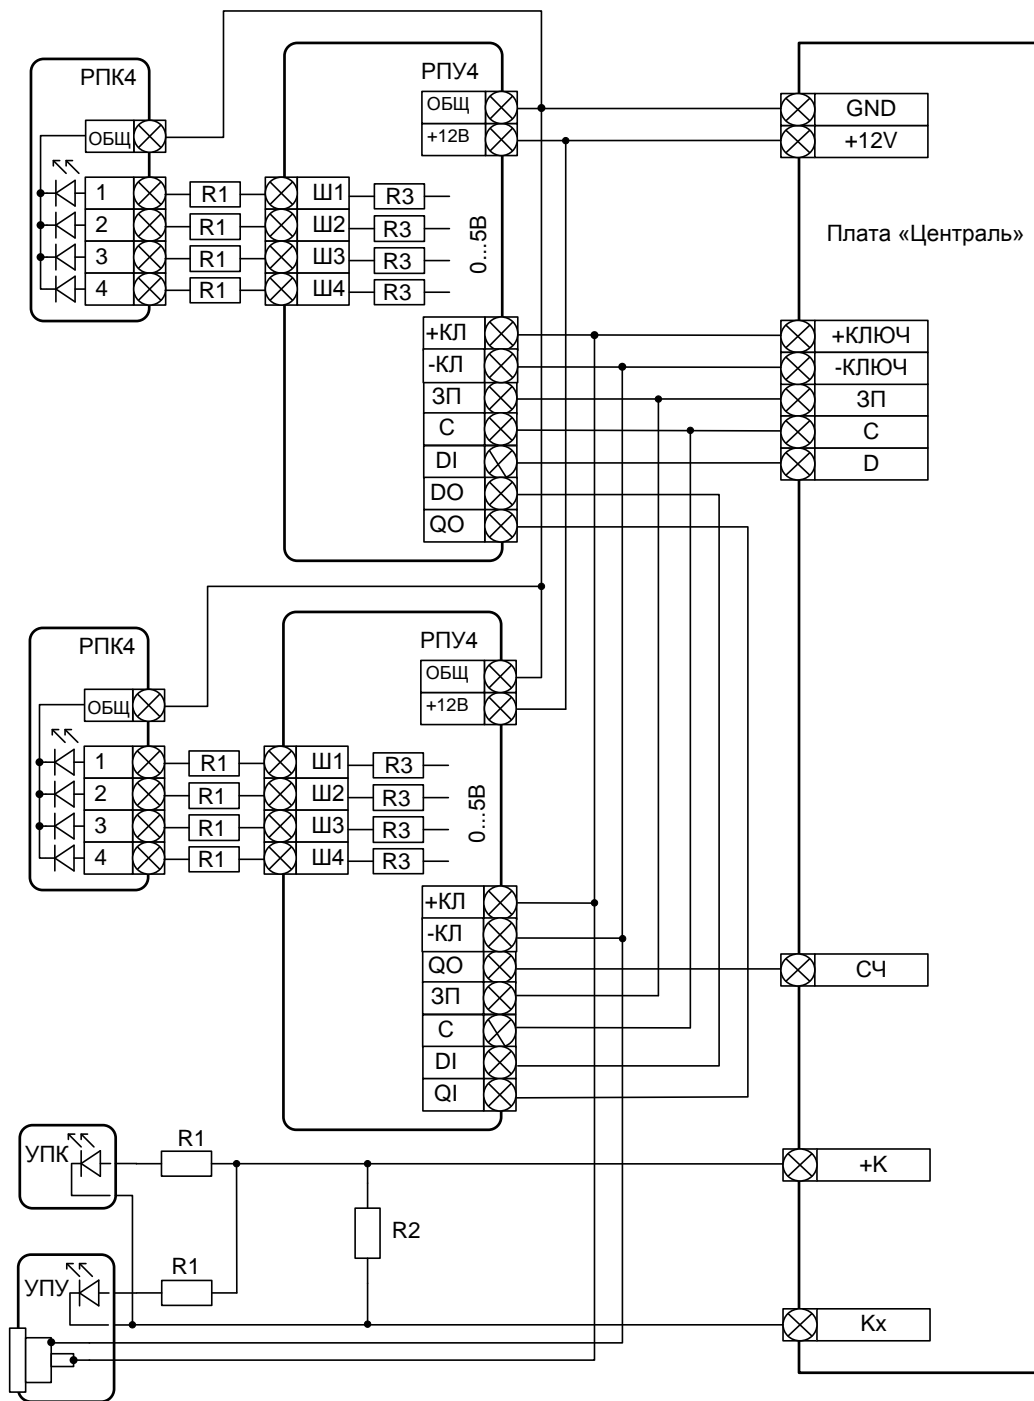 РПК4
ОБЩ
1
2
3
4
R1
R1
R1
R1
РПУ4
ОБЩ
+12В
Ш1
Ш2
Ш3
Ш4
R3
R3
R3
R3
0...5В
+КЛ
-КЛ
ЗП
С
DI
DO
QO
GND
+12V
Плата «Централь»
+КЛЮЧ
-КЛЮЧ
ЗП
С
D
РПК4
ОБЩ
1
2
3
4
R1
R1
R1
R1
РПУ4
ОБЩ
+12В
Ш1
Ш2
Ш3
Ш4
R3
R3
R3
R3
0...5В
+КЛ
-КЛ
QO
ЗП
С
DI
QI
СЧ
УПК
R1
+К
R2
УПУ
R1
Кх